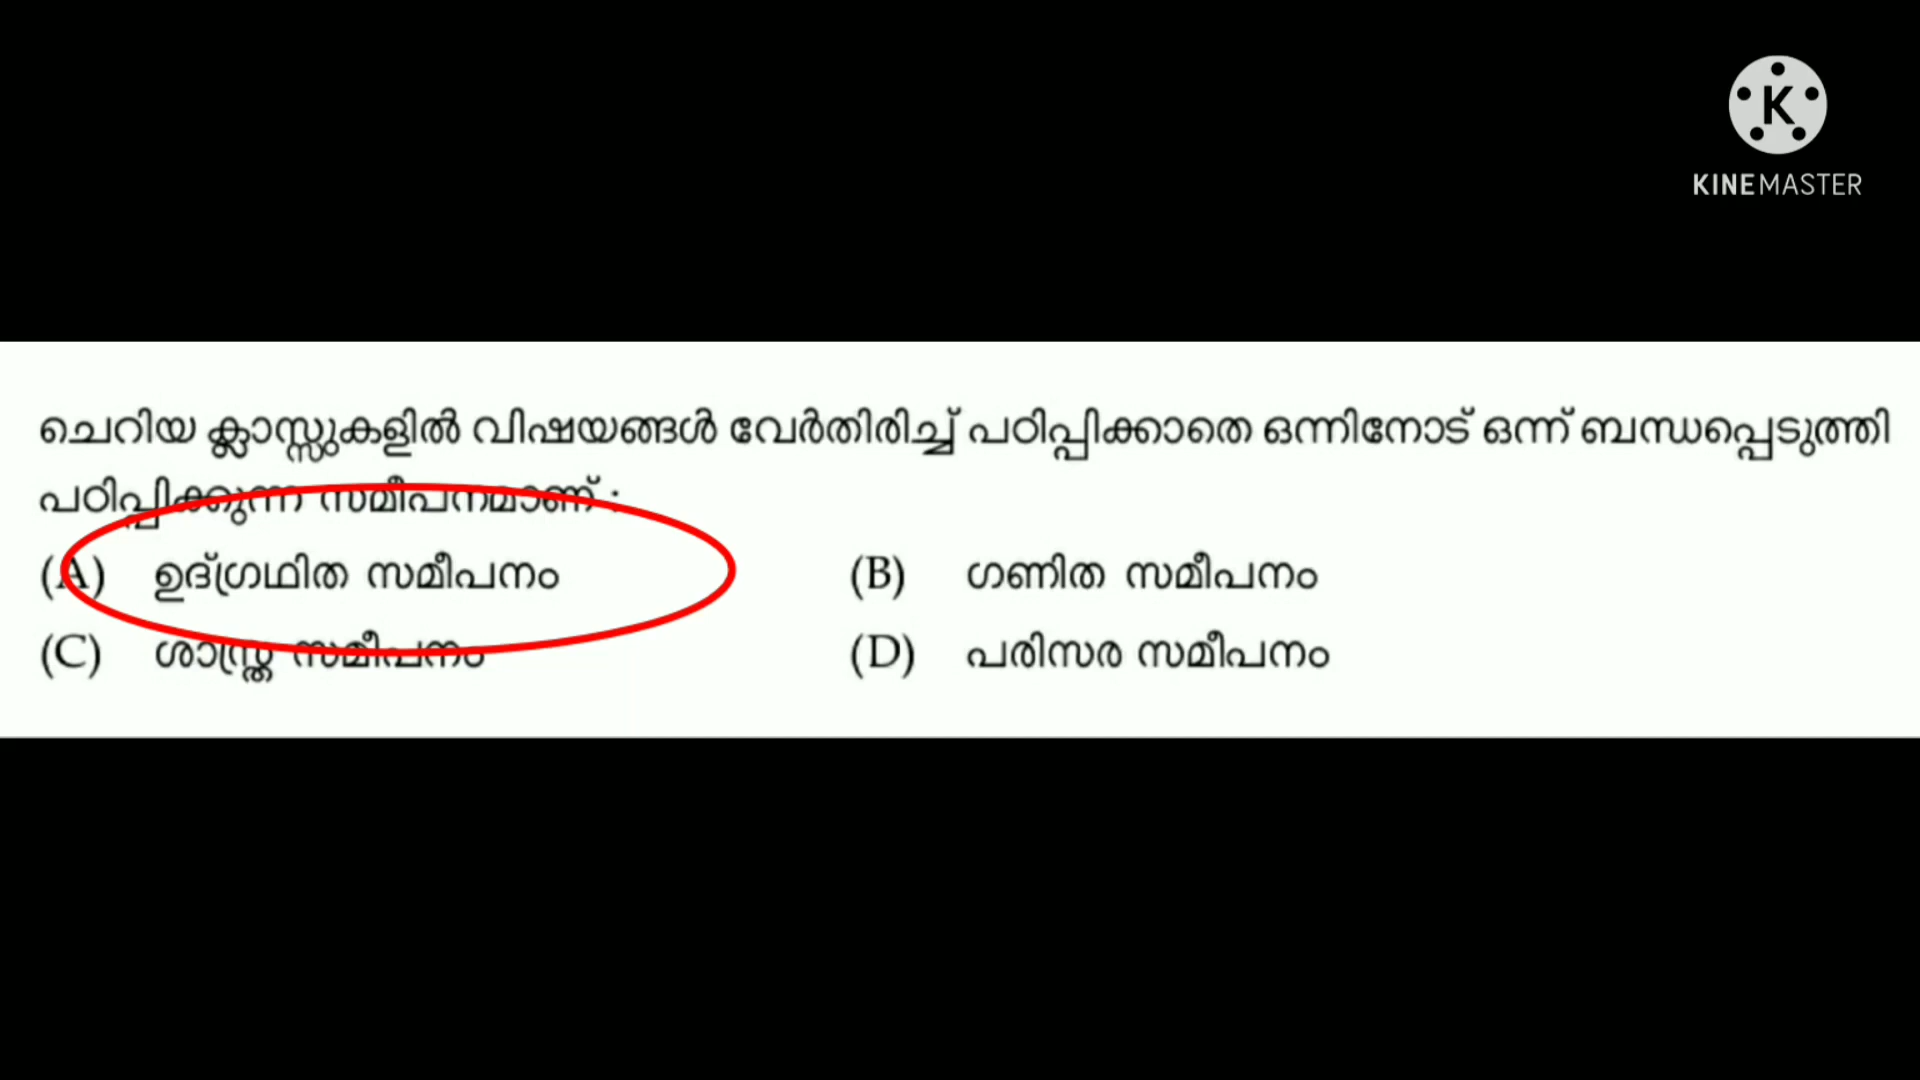 K
KINEMASTER
ചെറിയ ക്ലാസ്സുകളിൽ വിഷയങ്ങൾ വേർതിരിച്ച് പഠിപ്പിക്കാതെ ഒന്നിനോട് ഒന്ന് ബന്ധപ്പെടുത്തി
പഠിപ്പിക്കുന്ന സമീപനമാണ് :
(A) ഉദ്ഗ്രഥിത സമീപനം (B) ഗണിത സമീപനം
(C) ശാസ്ത്ര സമീപനം (D) പരിസര സമീപനം